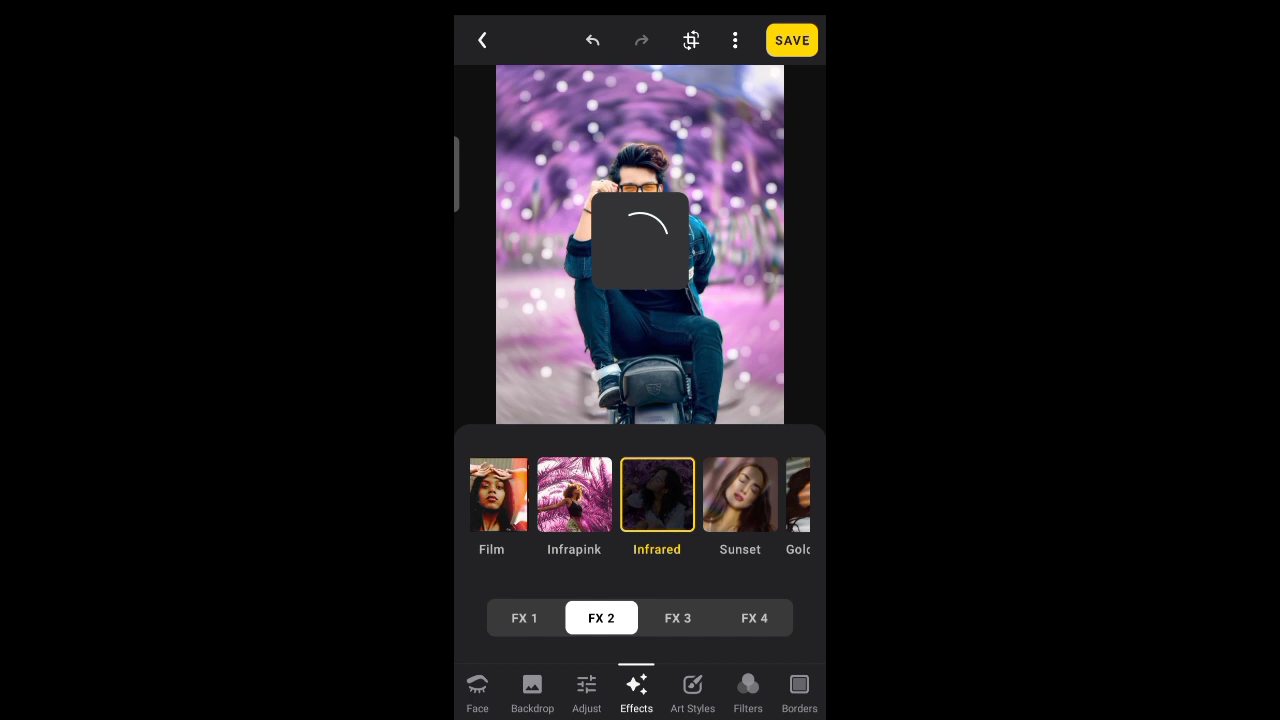 SAVE
Film Infrapink Infrared Sunset Gold
FX 1 FX 2 FX 3 FX 4
Face Backdrop Adjust Effects Art Styles Filters Borders